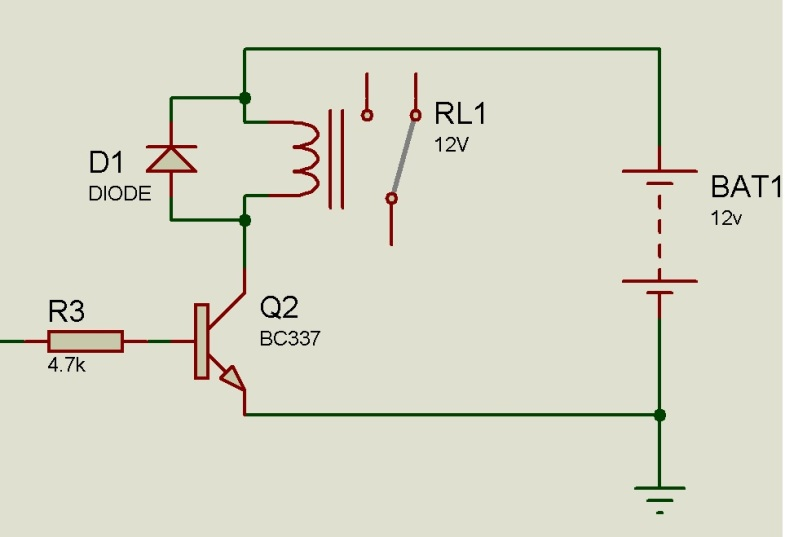 RL1
12V
D1
DIODE
BAT1
12v
R3
4.7k
Q2
BC337